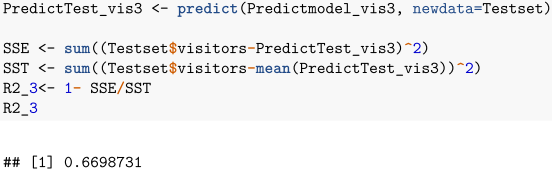 PredictTest_vis3 <- predict(Predictmodel_vis3, newdata=Testset)
SSE <- sum((Testset$visitors-PredictTest_vis3)^2)
SST <- sum((Testset$visitors-mean(PredictTest_vis3))^2)
R2_3<- 1- SSE/SST
R2_3
## [1] 0.6698731